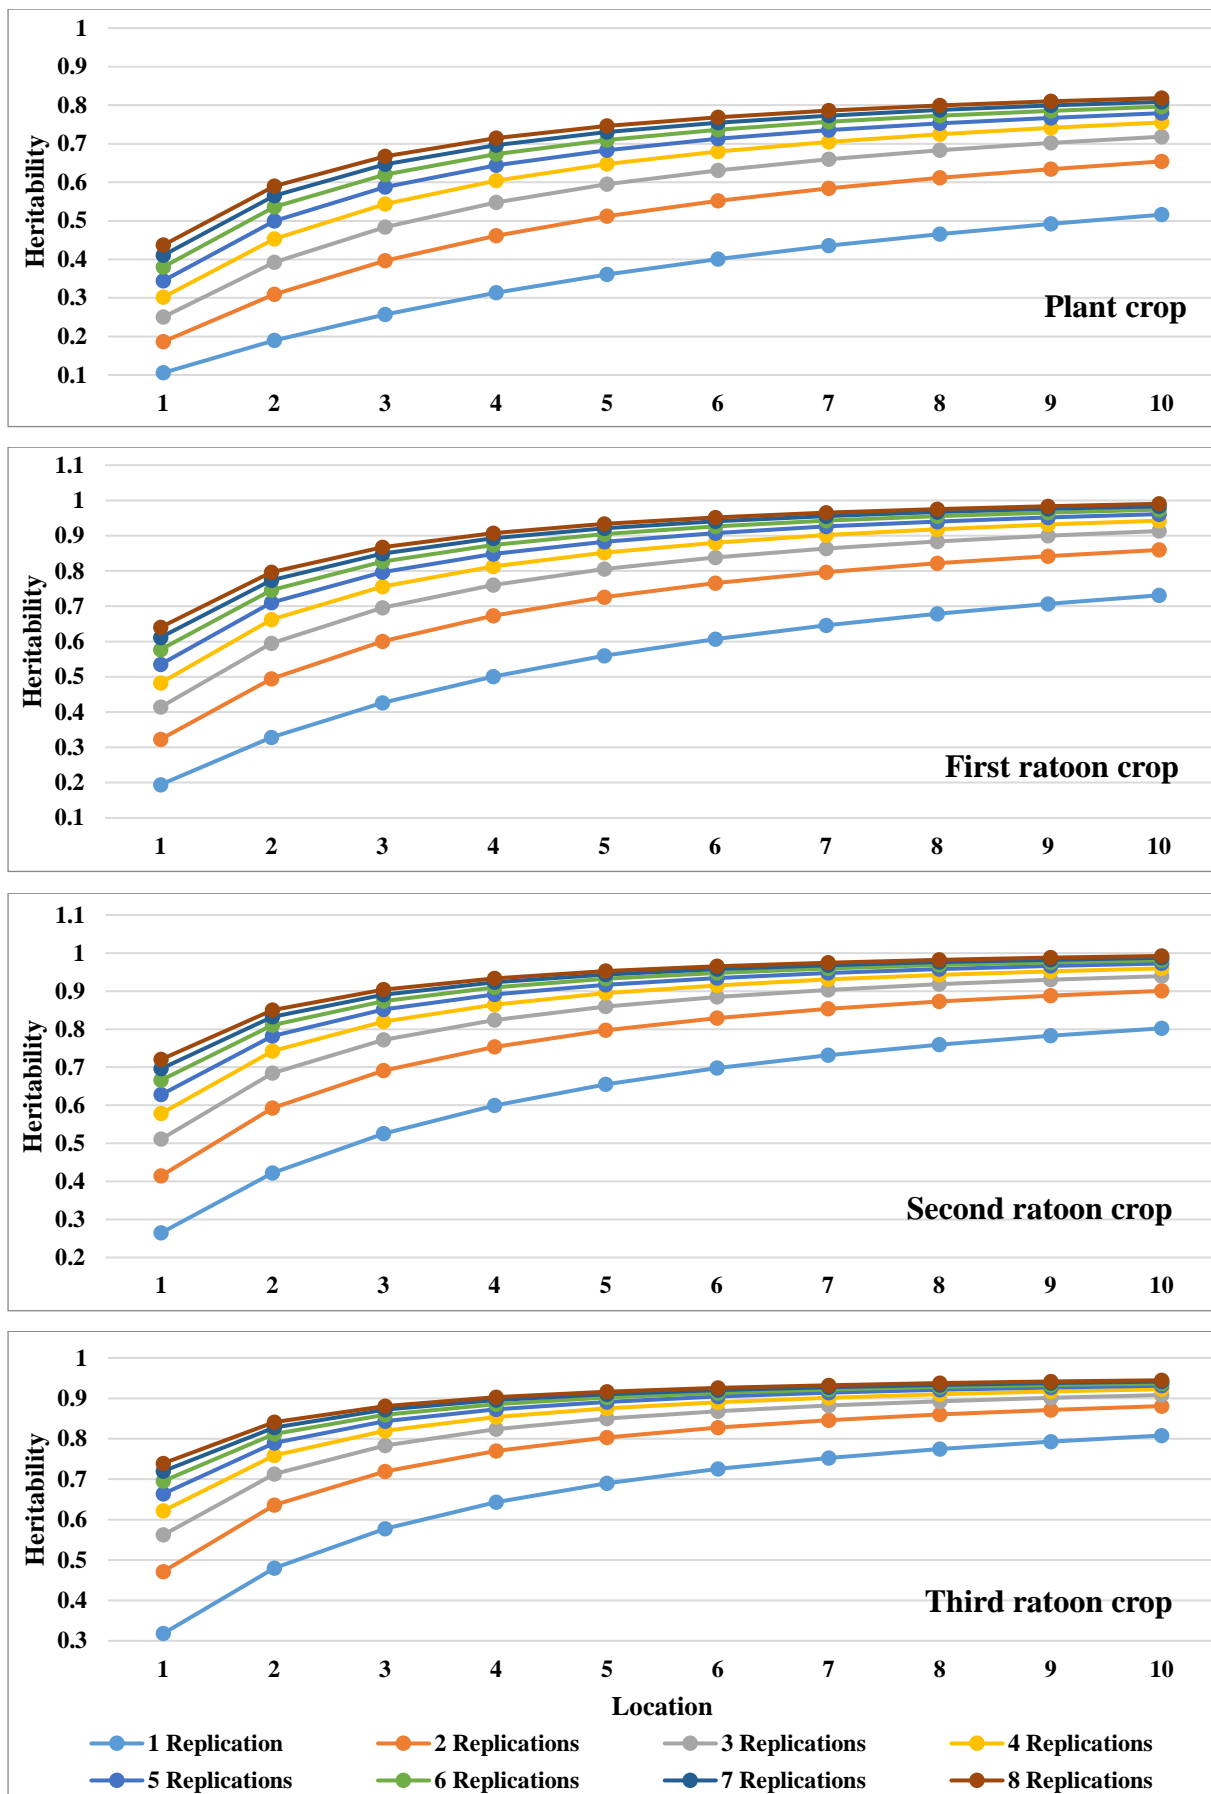 1
0.9
0.8
0.7
0.6
0.5
0.4
0.3
0.2
0.1
Heritability
Plant crop
1 2 3 4 5 6 7 8 9 10
1.1
1
0.9
0.8
0.7
0.6
0.5
0.4
0.3
0.2
0.1
Heritability
First ratoon crop
1 2 3 4 5 6 7 8 9 10
1.1
1
0.9
0.8
0.7
0.6
0.5
0.4
0.3
0.2
Heritability
Second ratoon crop
1 2 3 4 5 6 7 8 9 10
1
0.9
0.8
0.7
0.6
0.5
0.4
0.3
Heritability
Third ratoon crop
1 2 3 4 5 6 7 8 9 10
Location
1 Replication 2 Replications 3 Replications 4 Replications
5 Replications 6 Replications 7 Replications 8 Replications